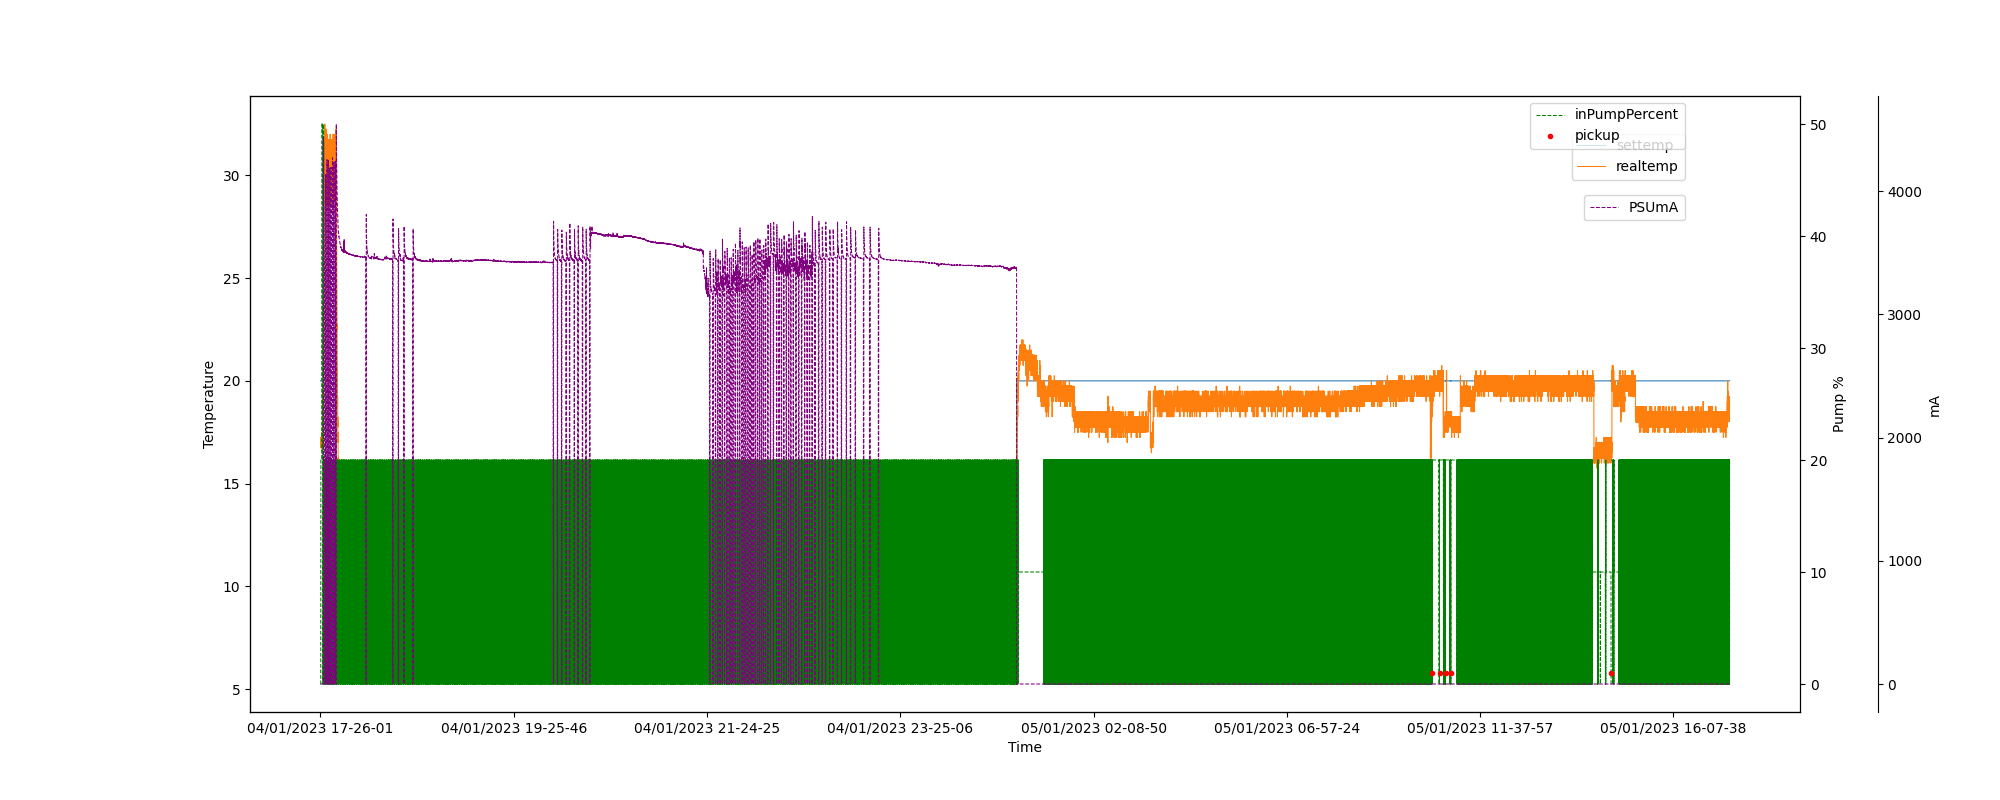 inPumpPercent
pickup
settemp
realtemp
PSUmA
30
25
20
15
10
5
Temperature
50
40
30
20
10
0
Pump %
4000
3000
2000
1000
0
mA
04/01/2023 17-26-01
04/01/2023 19-25-46
04/01/2023 21-24-25
04/01/2023 23-25-06
05/01/2023 02-08-50
05/01/2023 06-57-24
05/01/2023 11-37-57
05/01/2023 16-07-38
Time